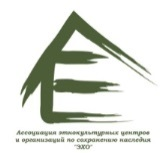 Ассоциация этнокультурных центров
и организаций по сохранению наследия
"ЭХО"